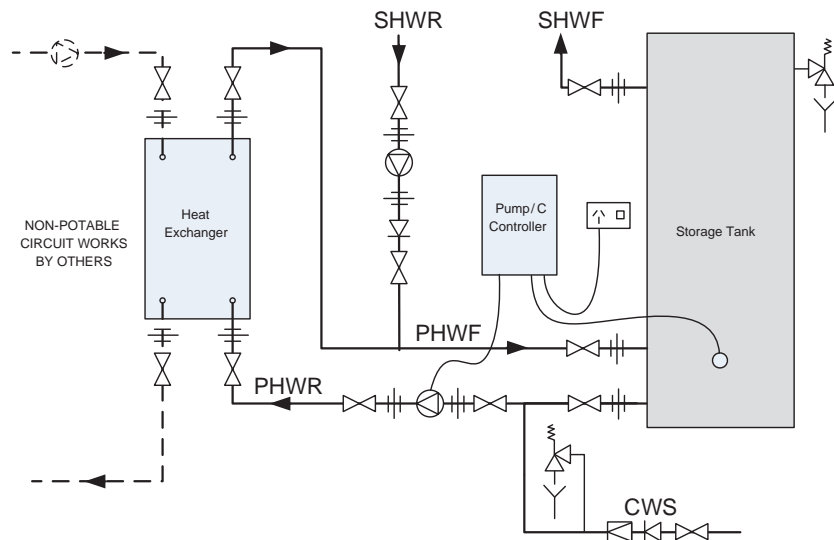 SHWR
SHWF
NON-POTABLE
CIRCUIT WORKS
BY OTHERS
Heat
Exchanger
Pump/C
Controller
Storage Tank
PHWF
PHWR
CWS